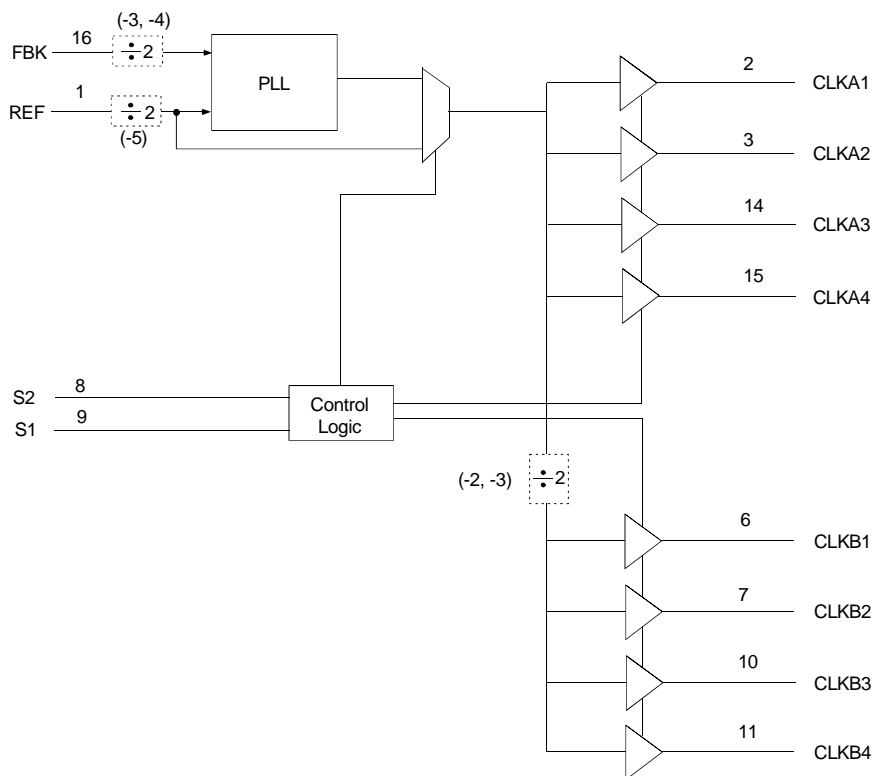 (-3, -4)
FBK 16 ÷ 2
PLL
REF 1 ÷ 2
(-5)
2 CLKA1
3 CLKA2
14 CLKA3
15 CLKA4
S2 8
S1 9
Control
Logic
(-2, -3) ÷ 2
6 CLKB1
7 CLKB2
10 CLKB3
11 CLKB4